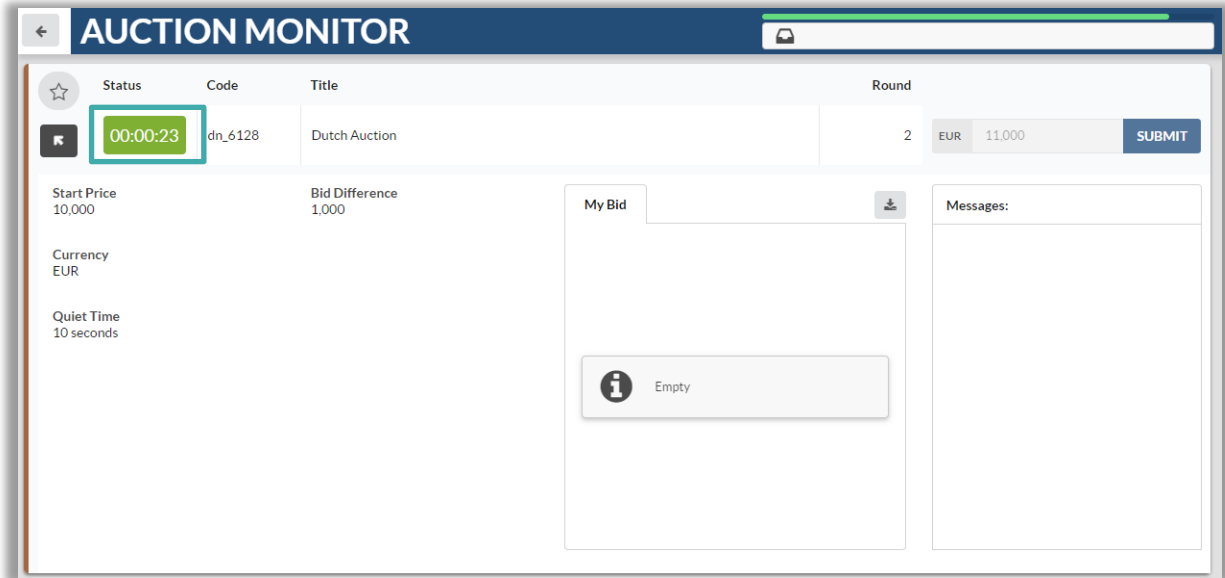 AUCTION MONITOR
Status Code Title Round
00:00:23 dn_6128 Dutch Auction 2 EUR 11,000 SUBMIT
Start Price Bid Difference
10,000 1,000
My Bid
Messages:
Currency
EUR
Quiet Time
10 seconds
Empty